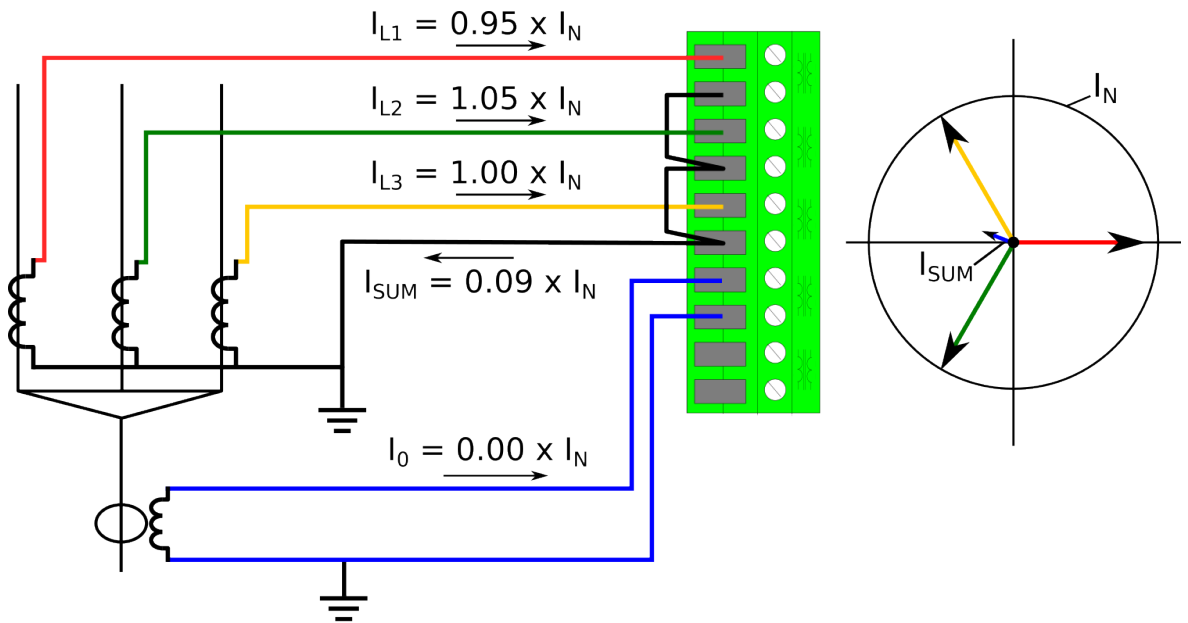 I_L1 = 0.95 x I_N
I_L2 = 1.05 x I_N
I_L3 = 1.00 x I_N
I_SUM = 0.09 x I_N
I_0 = 0.00 x I_N
I_N
I_SUM